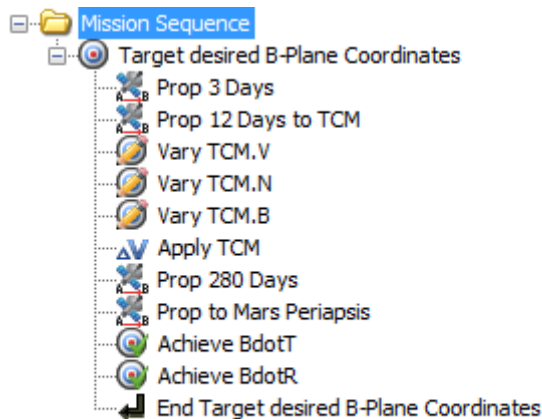 Mission Sequence
Target desired B-Plane Coordinates
Prop 3 Days
Prop 12 Days to TCM
Vary TCM.V
Vary TCM.N
Vary TCM.B
ΔV Apply TCM
Prop 280 Days
Prop to Mars Periapsis
Achieve BdotT
Achieve BdotR
End Target desired B-Plane Coordinates